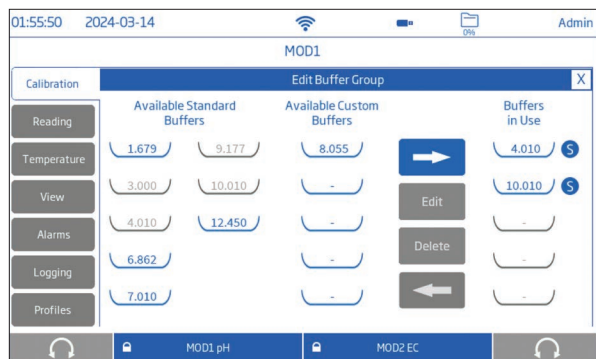 01:55:50 2024-03-14 0% Admin
MOD1
Calibration Edit Buffer Group X
Available Standard Buffers Available Custom Buffers Buffers in Use
Reading
1.679 9.177 8.055 4.010 S
Temperature
3.000 10.010 - Edit 10.010 S
View
4.010 12.450 - -
Alarms
Delete
6.862 - -
Logging
7.010 - -
Profiles
MOD1 pH MOD2 EC